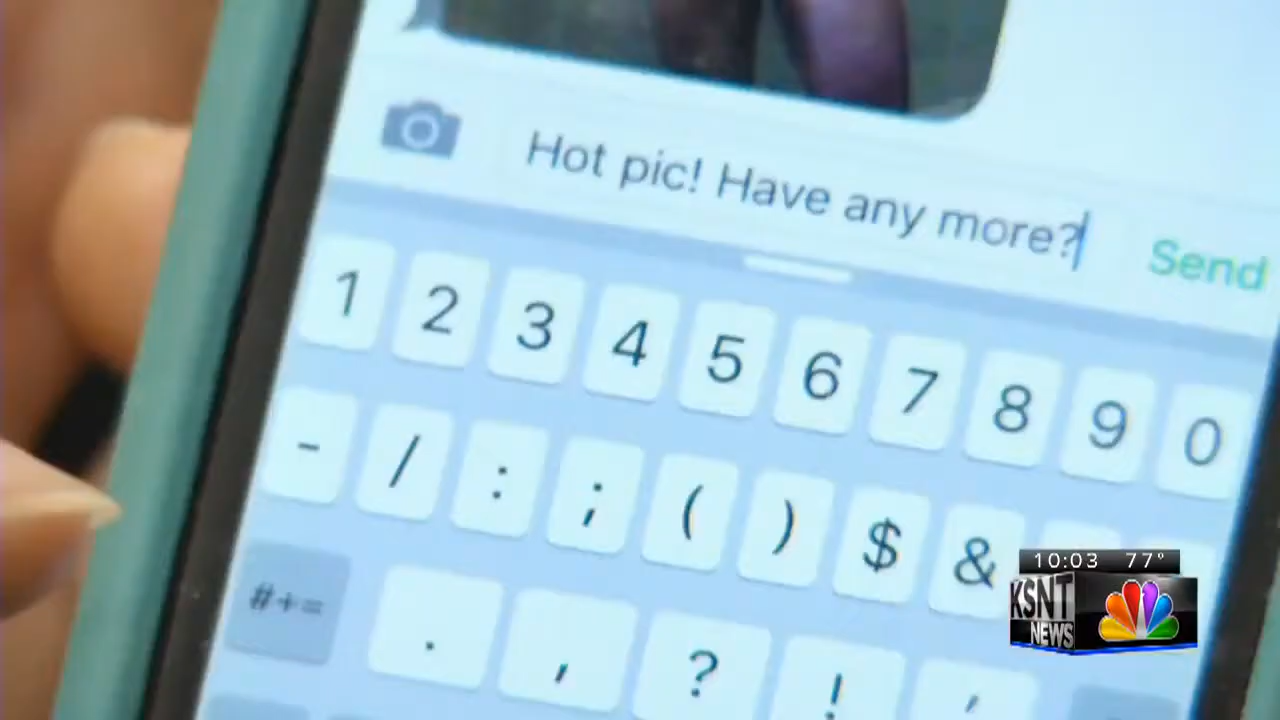 Hot pic! Have any more?
Send
1 2 3 4 5 6 7 8 9 0
- / : ; ( ) $ &
#+= . , ? ! '
10:03 77°
KSNT
NEWS